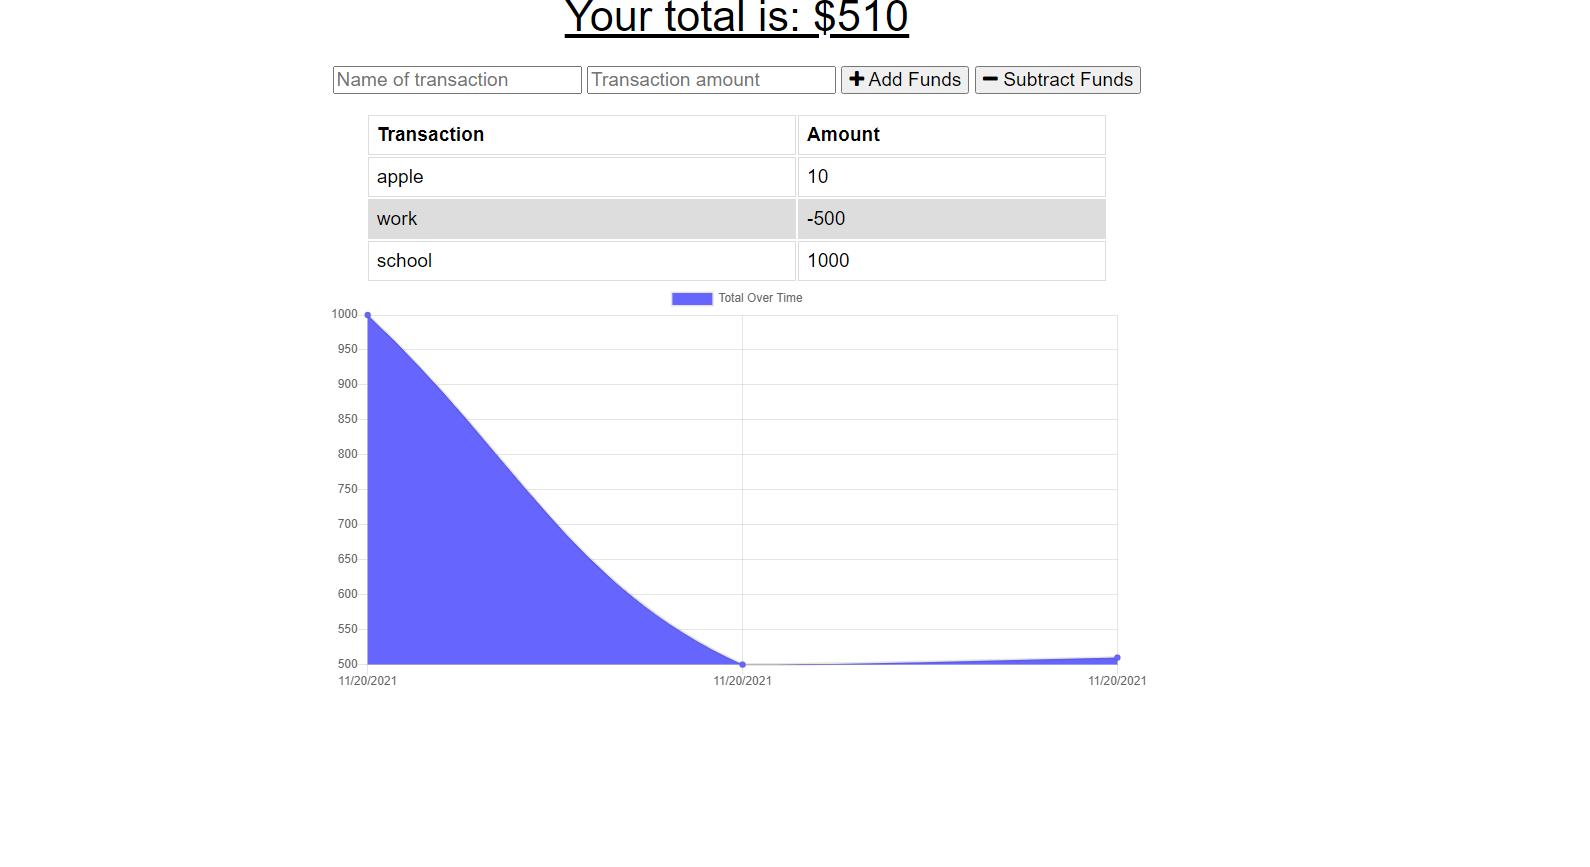 Your total is: $510
Name of transaction Transaction amount Add Funds Subtract Funds
Transaction Amount
apple 10
work -500
school 1000
Total Over Time
1000
950
900
850
800
750
700
650
600
550
500
11/20/2021 11/20/2021 11/20/2021